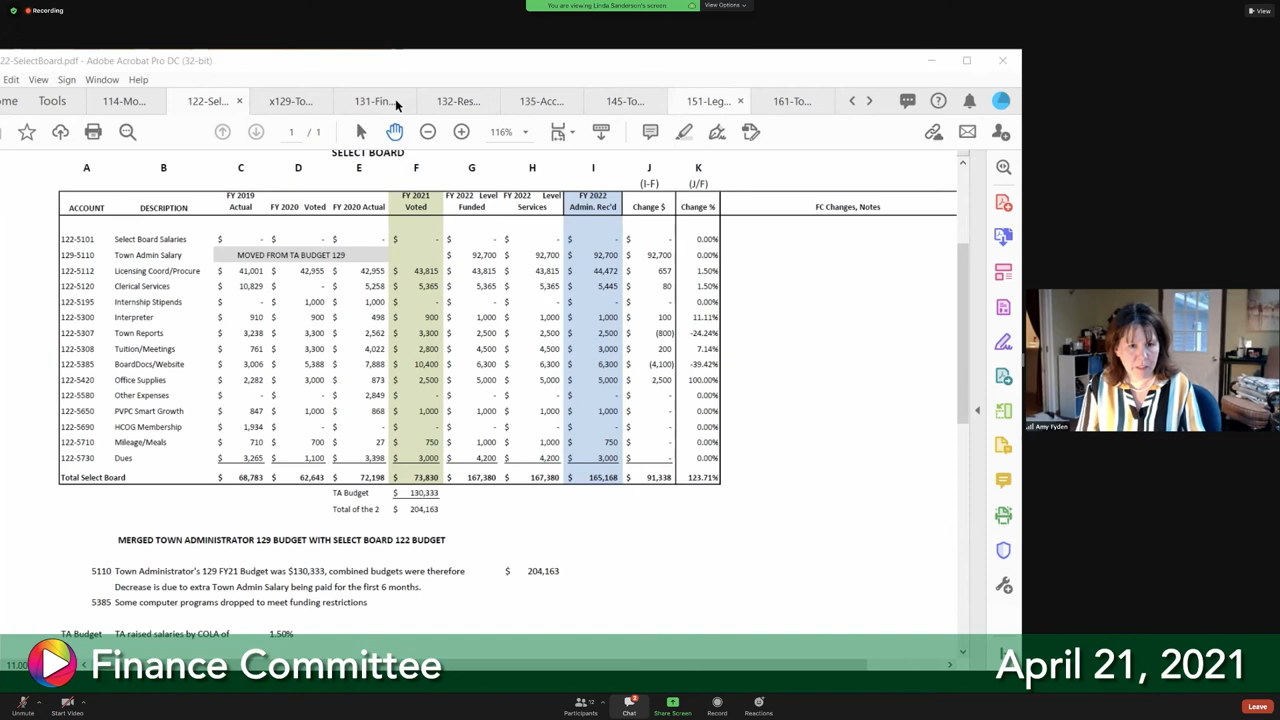 Recording
You are viewing Linda Sanderson's screen
View Options
View
22-SelectBoard.pdf - Adobe Acrobat Pro DC (32-bit)
Edit View Sign Window Help
ome Tools 114-Mo... 122-Sel... x129-To... 131-Fin... 132-Res... 135-Acc... 145-To... 151-Leg... 161-To...
1 / 1 116%
SELECT BOARD
A B C D E F G H I J K
(I-F) (J/F)
FY 2019 FY 2021 FY 2022 Level FY 2022 Level FY 2022
ACCOUNT DESCRIPTION Actual FY 2020 Voted FY 2020 Actual Voted Funded Services Admin. Rec'd Change $ Change % FC Changes, Notes
122-5101 Select Board Salaries $ - $ - $ - $ - $ - $ - $ - $ - 0.00%
129-5110 Town Admin Salary MOVED FROM TA BUDGET 129 $ 92,700 $ 92,700 $ 92,700 $ 92,700 0.00%
122-5112 Licensing Coord/Procure $ 41,001 $ 42,955 $ 42,955 $ 43,815 $ 43,815 $ 43,815 $ 44,472 $ 657 1.50%
122-5120 Clerical Services $ 10,829 $ - $ 5,258 $ 5,365 $ 5,365 $ 5,365 $ 5,445 $ 80 1.50%
122-5195 Internship Stipends $ - $ 1,000 $ 1,000 $ - $ - $ - $ - $ - 0.00%
122-5300 Interpreter $ 910 $ 900 $ 498 $ 900 $ 1,000 $ 1,000 $ 1,000 $ 100 11.11%
122-5307 Town Reports $ 3,238 $ 3,300 $ 2,562 $ 3,300 $ 2,500 $ 2,500 $ 2,500 $ (800) -24.24%
122-5308 Tuition/Meetings $ 761 $ 3,300 $ 4,022 $ 2,800 $ 4,500 $ 4,500 $ 3,000 $ 200 7.14%
122-5385 BoardDocs/Website $ 3,006 $ 5,388 $ 7,888 $ 10,400 $ 6,300 $ 6,300 $ 6,300 $ (4,100) -39.42%
122-5420 Office Supplies $ 2,282 $ 3,000 $ 873 $ 2,500 $ 5,000 $ 5,000 $ 5,000 $ 2,500 100.00%
122-5580 Other Expenses $ - $ - $ 2,849 $ - $ - $ - $ - $ - 0.00%
122-5650 PVPC Smart Growth $ 847 $ 1,000 $ 868 $ 1,000 $ 1,000 $ 1,000 $ 1,000 $ - 0.00%
122-5690 HCOG Membership $ 1,934 $ - $ - $ - $ - $ - $ - $ - 0.00%
122-5710 Mileage/Meals $ 710 $ 700 $ 27 $ 750 $ 1,000 $ 1,000 $ 750 $ - 0.00%
122-5730 Dues $ 3,265 $ 1,100 $ 3,398 $ 3,000 $ 4,200 $ 4,200 $ 3,000 $ - 0.00%
Total Select Board $ 68,783 $ 62,643 $ 72,198 $ 73,830 $ 167,380 $ 167,380 $ 165,168 $ 91,338 123.71%
TA Budget $ 130,333
Total of the 2 $ 204,163
MERGED TOWN ADMINISTRATOR 129 BUDGET WITH SELECT BOARD 122 BUDGET
5110 Town Administrator's 129 FY21 Budget was $130,333, combined budgets were therefore $ 204,163
Decrease is due to extra Town Admin Salary being paid for the first 6 months.
5385 Some computer programs dropped to meet funding restrictions
TA Budget TA raised salaries by COLA of 1.50%
Amy Fyden
11.00
Finance Committee
April 21, 2021
Unmute Start Video Participants 12 Chat Share Screen Record Reactions Leave